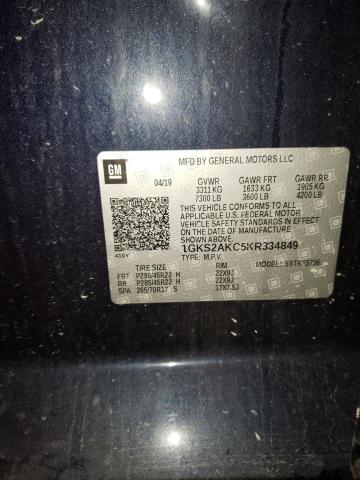 GM
MFD BY GENERAL MOTORS LLC
04/19 GVWR GAWR FRT GAWR RR
3311 KG 1633 KG 1905 KG
7300 LB 3600 LB 4200 LB
THIS VEHICLE CONFORMS TO ALL
APPLICABLE U.S. FEDERAL MOTOR
VEHICLE SAFETY STANDARDS IN EFFECT
ON THE DATE OF MANUFACTURE SHOWN ABOVE.
1GKS2AKC5KR334849
TYPE: M.P.V. MODEL:
TIRE SIZE RIM
FRT P285/45R22 H 22X9J
RR P285/45R22 H 22X9J
SP 265/70R17 S 17X7.5J